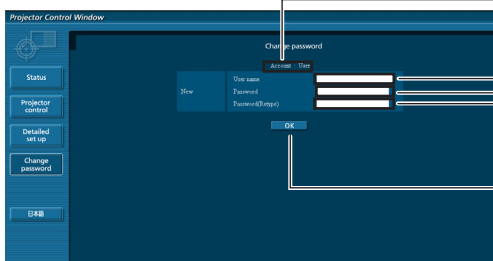 Projector Control Window
Change password
Account : User
Status
Projector
control
Detailed
set up
Change
password
日本語
New
User name
Password
Password(Retype)
OK